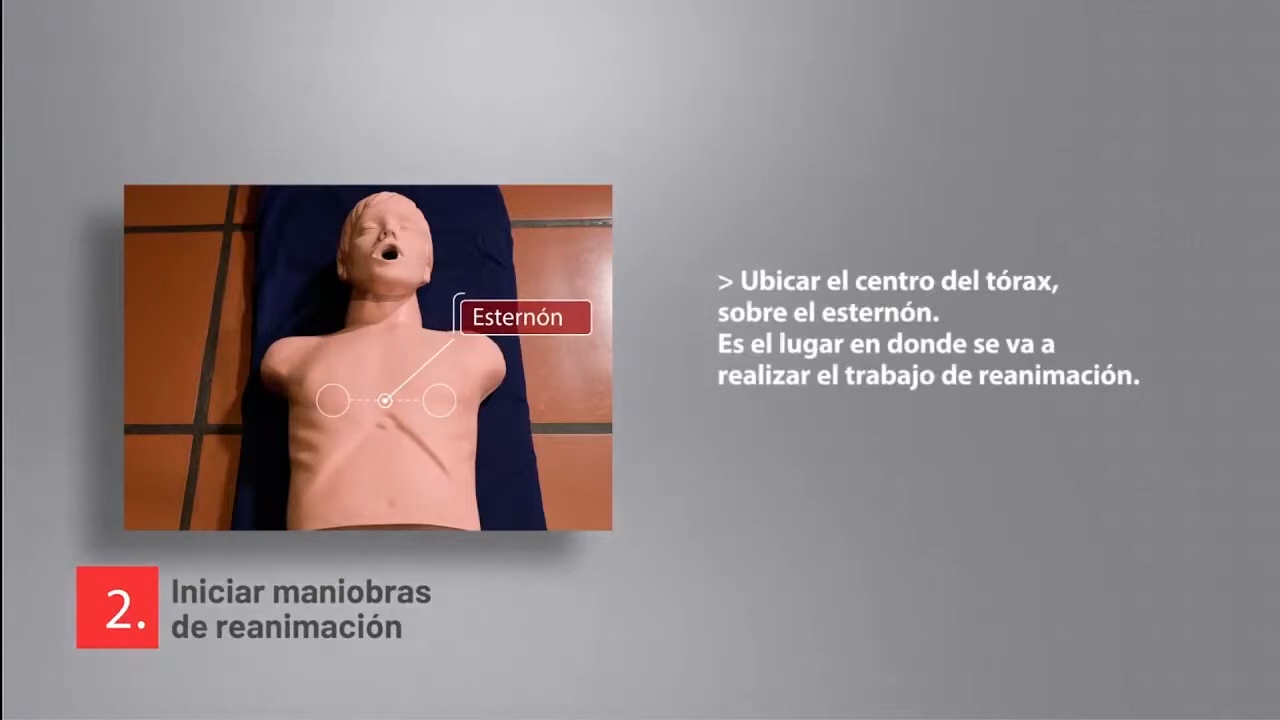 Esternón
> Ubicar el centro del tórax,
sobre el esternón.
Es el lugar en donde se va a
realizar el trabajo de reanimación.
2.
Iniciar maniobras
de reanimación